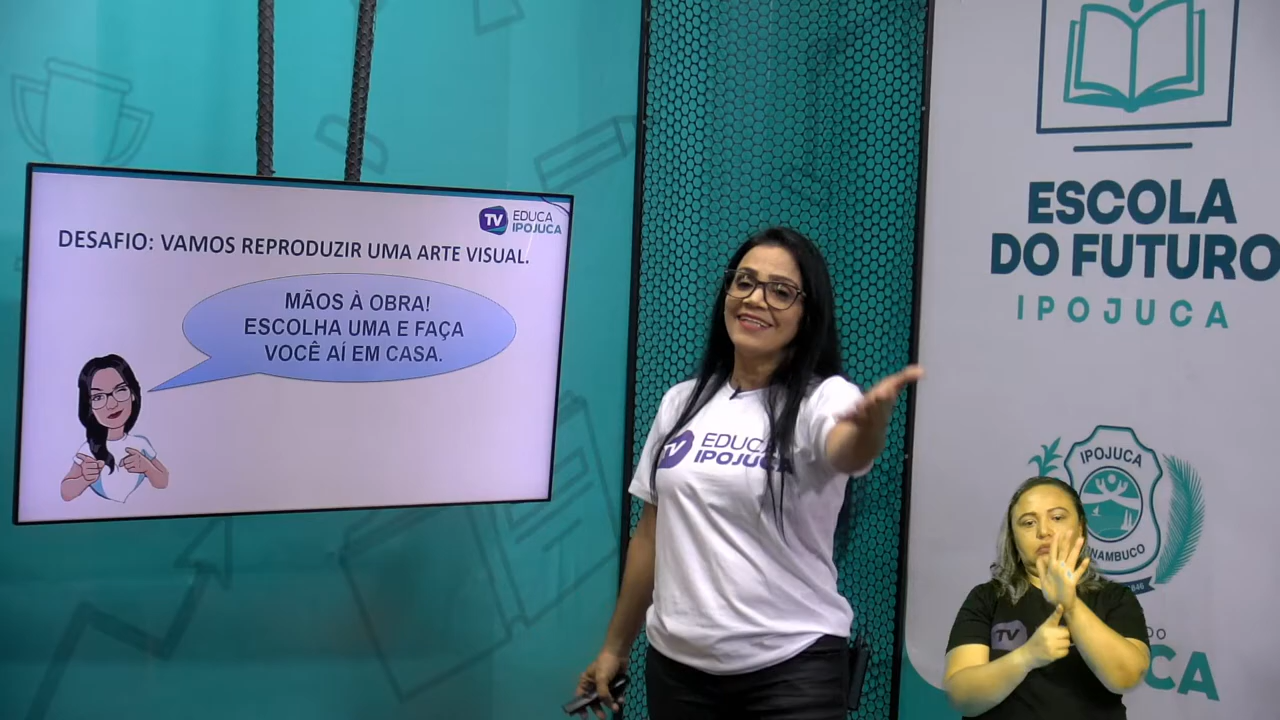 TV EDUCA
IPOJUCA
DESAFIO: VAMOS REPRODUZIR UMA ARTE VISUAL.
MÃOS À OBRA!
ESCOLHA UMA E FAÇA
VOCÊ AÍ EM CASA.
TV EDUCA
IPOJUCA
ESCOLA
DO FUTURO
IPOJUCA
IPOJUCA
TV